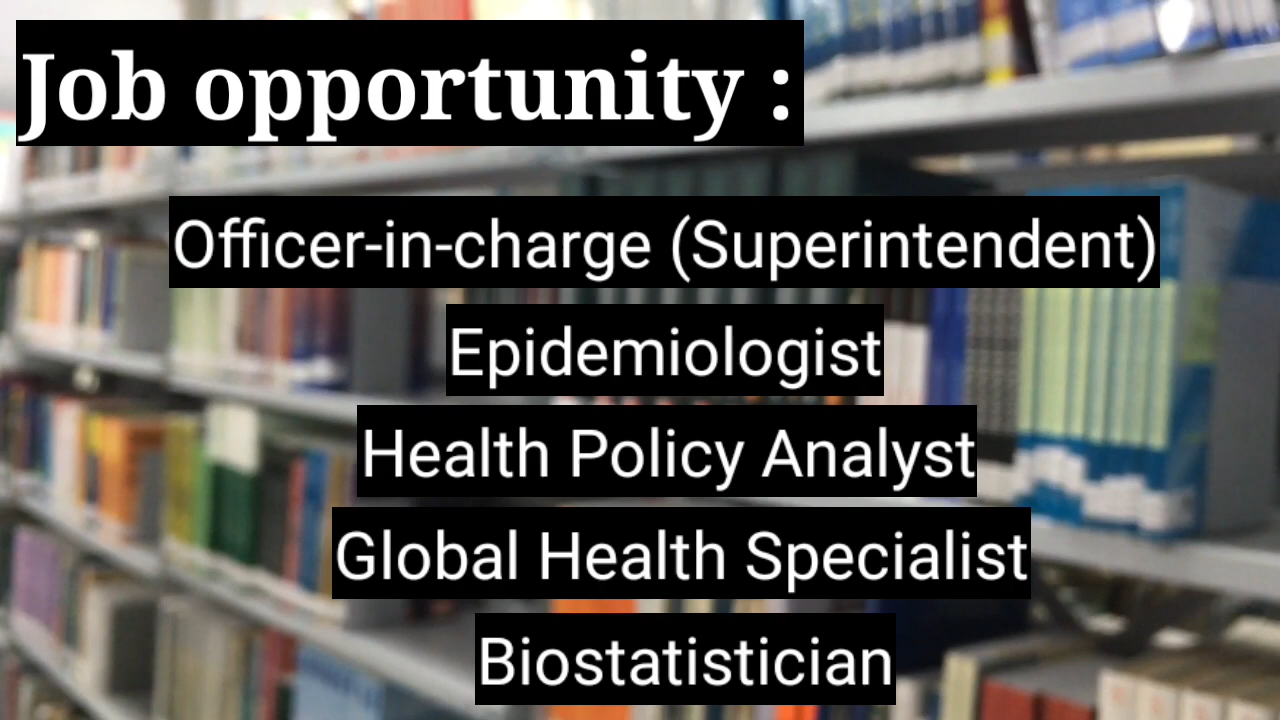 Job opportunity :
Officer-in-charge (Superintendent)
Epidemiologist
Health Policy Analyst
Global Health Specialist
Biostatistician